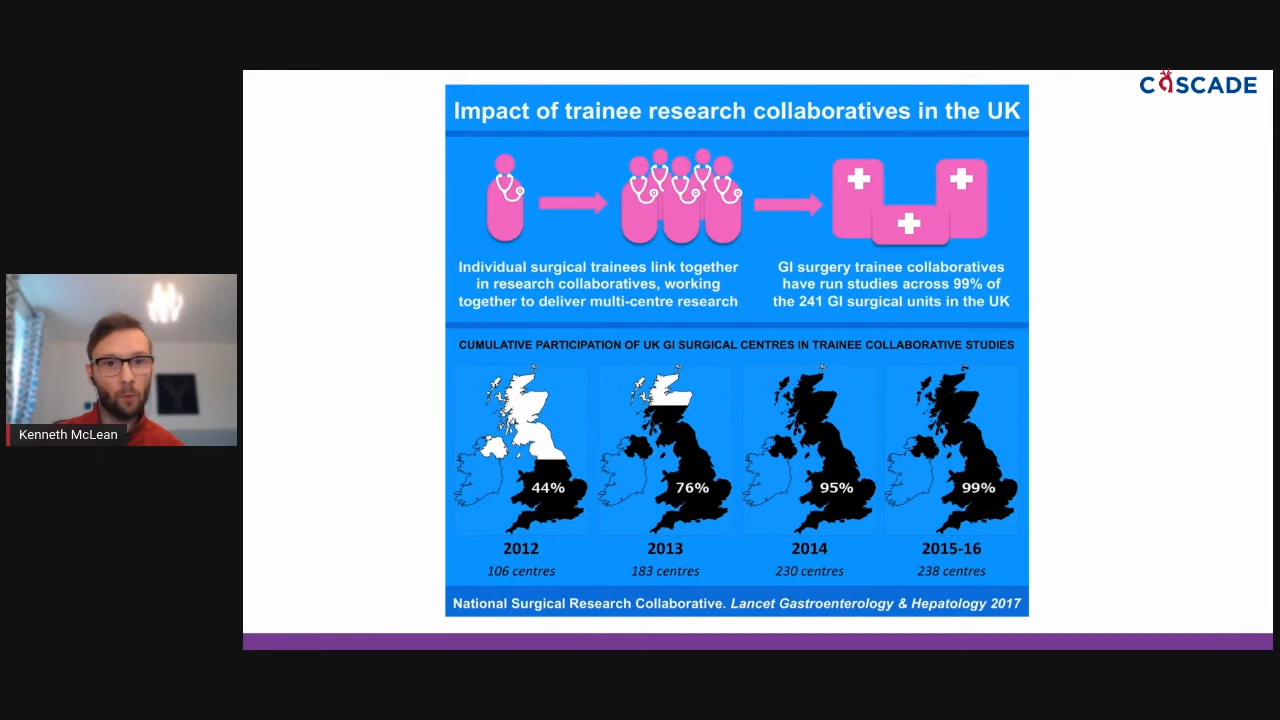 CASCADE
Impact of trainee research collaboratives in the UK
Individual surgical trainees link together
in research collaboratives, working
together to deliver multi-centre research
GI surgery trainee collaboratives
have run studies across 99% of
the 241 GI surgical units in the UK
CUMULATIVE PARTICIPATION OF UK GI SURGICAL CENTRES IN TRAINEE COLLABORATIVE STUDIES
44%
76%
95%
99%
2012
2013
2014
2015-16
106 centres
183 centres
230 centres
238 centres
National Surgical Research Collaborative. Lancet Gastroenterology & Hepatology 2017
Kenneth McLean